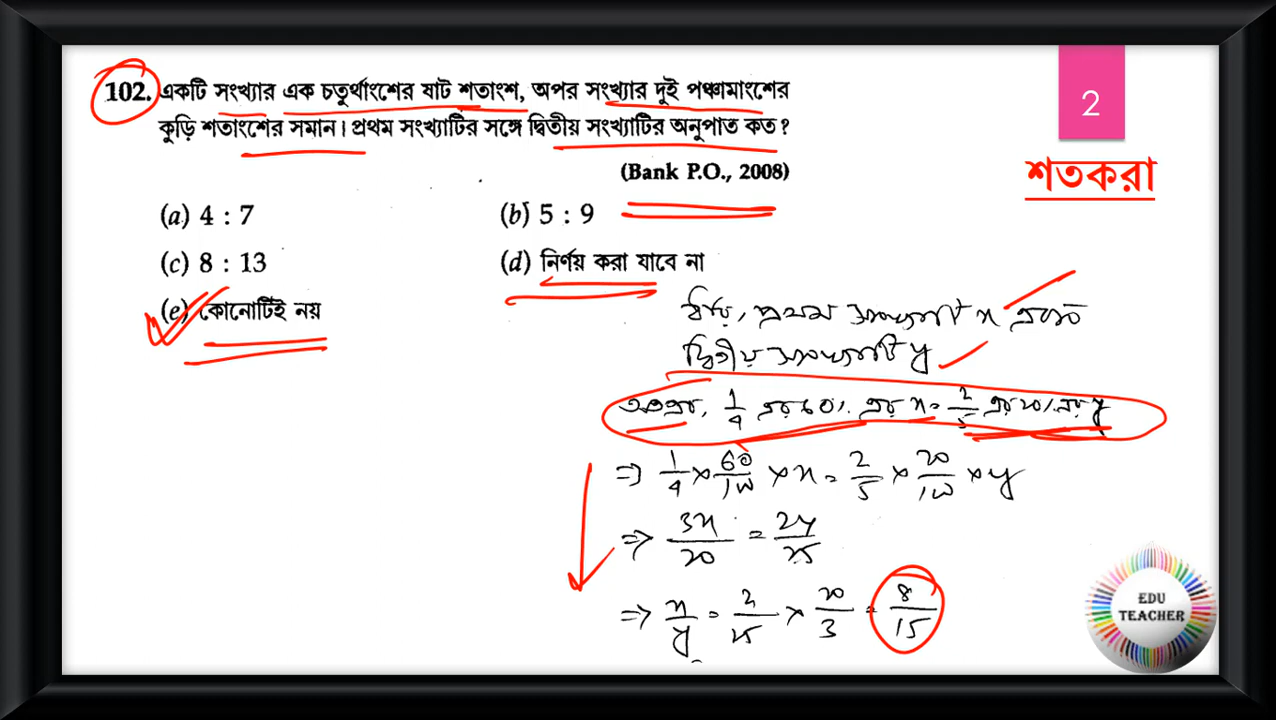 102. একটি সংখ্যার এক চতুর্থাংশের ষাট শতাংশ, অপর সংখ্যার দুই পঞ্চমাংশের
কুড়ি শতাংশের সমান। প্রথম সংখ্যাটির সঙ্গে দ্বিতীয় সংখ্যাটির অনুপাত কত?
(Bank P.O., 2008)
(a) 4 : 7
(b) 5 : 9
(c) 8 : 13
(d) নির্ণয় করা যাবে না
(e) কোনোটিই নয়
2
শতকরা
ধরি, প্রথম সংখ্যাটি x এবং
দ্বিতীয় সংখ্যাটি y
অতএব, 1/4 এর 60% এর x = 2/5 এর 20% এর y
=> 1/4 × 60/100 × x = 2/5 × 20/100 × y
=> 3x/20 = 2y/25
=> x/y = 2/25 × 20/3 = 8/15
EDU
TEACHER